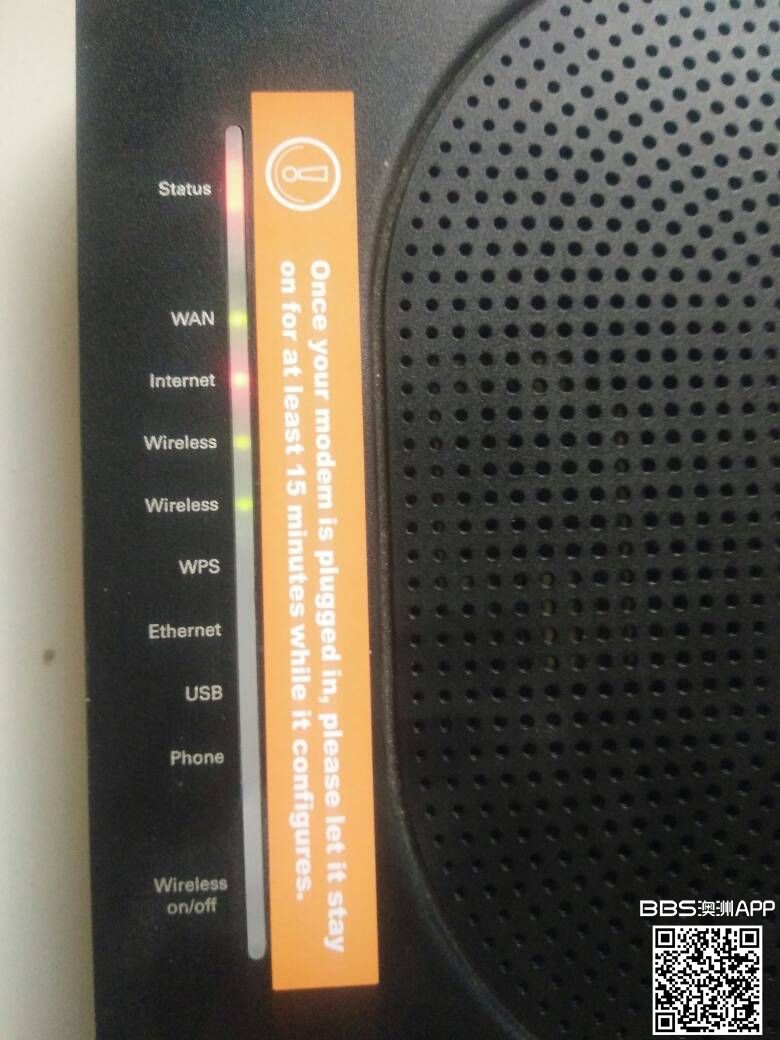 Status
WAN
Internet
Wireless
Wireless
WPS
Ethernet
USB
Phone
Wireless
on/off
Once your modem is plugged in, please let it stay
on for at least 15 minutes while it configures.
BBS澳洲APP